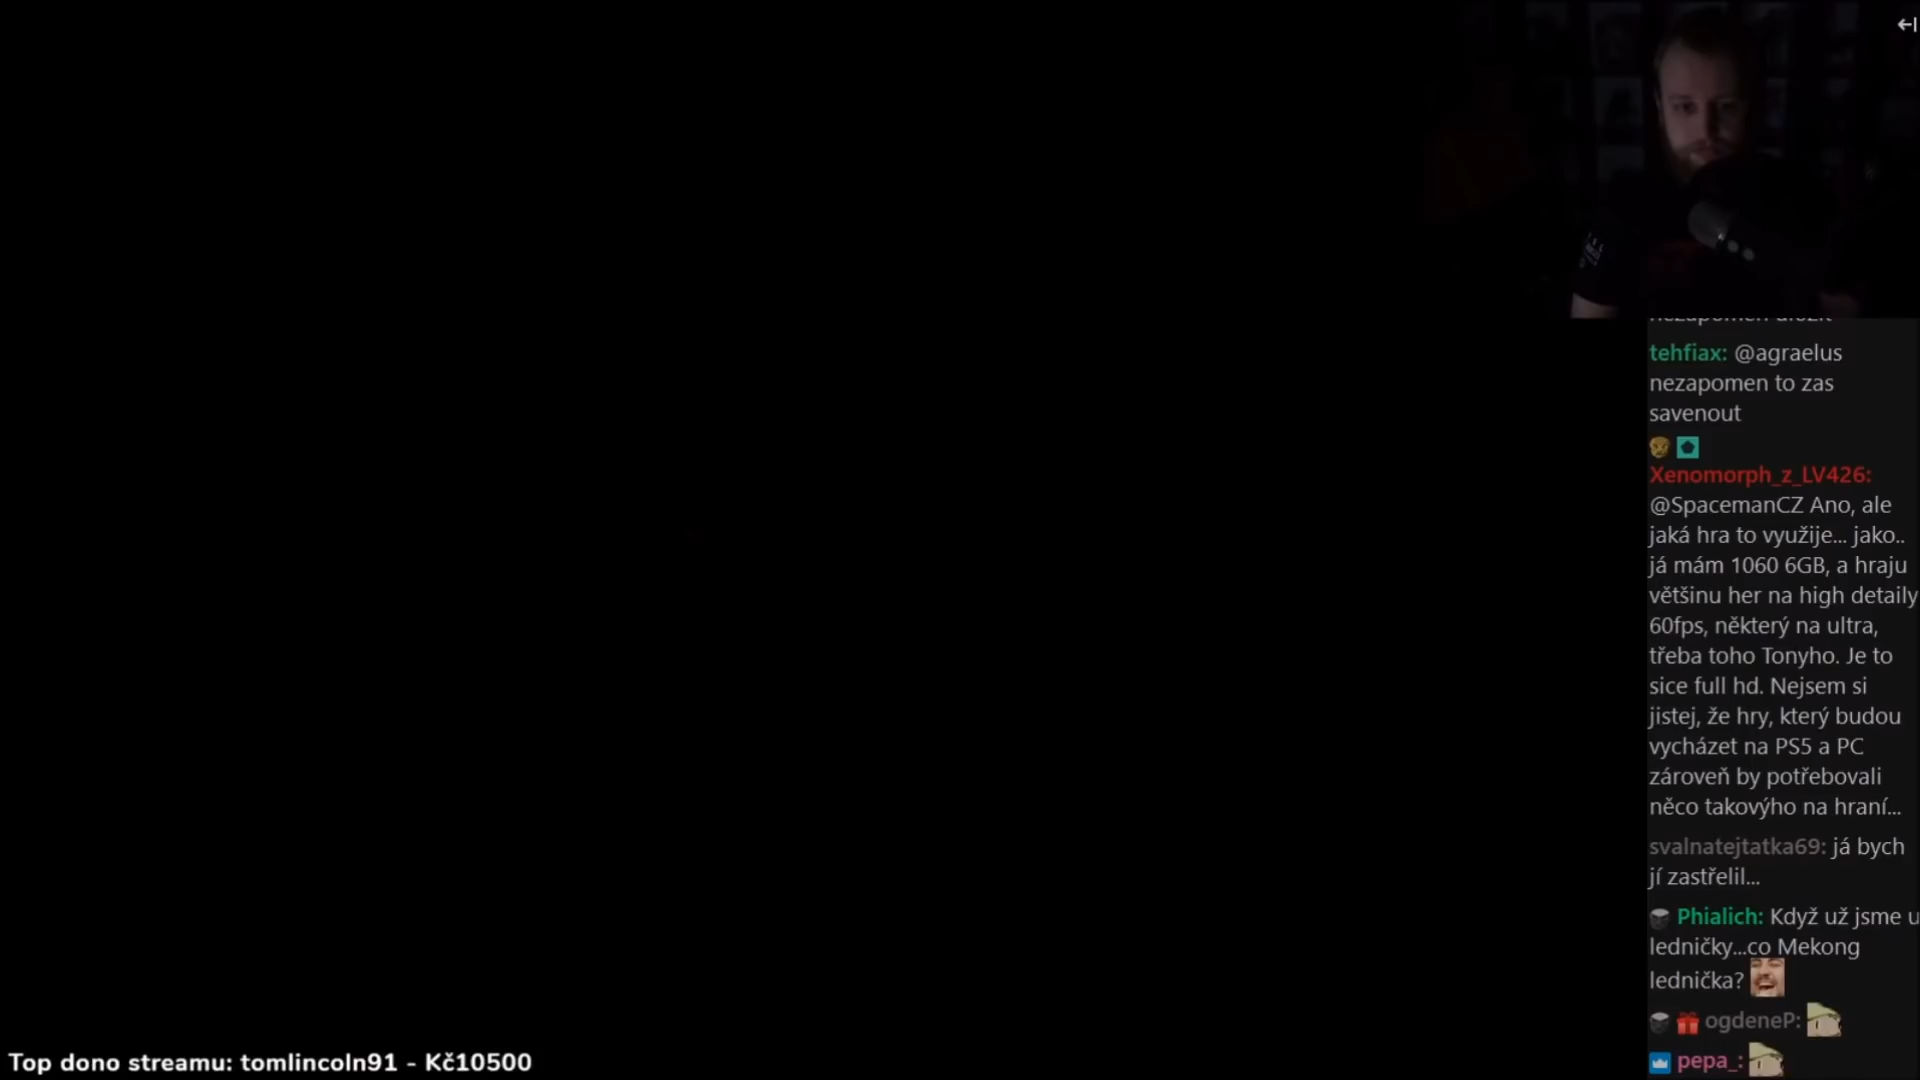 tehfiax: @agraelus
nezapomen to zas
savenout
Xenomorph_z_LV426:
@SpacemanCZ Ano, ale
jaká hra to využije... jako..
já mám 1060 6GB, a hraju
většinu her na high detaily
60fps, některý na ultra,
třeba toho Tonyho. Je to
sice full hd. Nejsem si
jistej, že hry, který budou
vycházet na PS5 a PC
zároveň by potřebovali
něco takovýho na hraní...
svalnatejtatka69: já bych
jí zastřelil...
Phialich: Když už jsme u
ledničky...co Mekong
lednička?
ogdeneP:
pepa_:
Top dono streamu: tomlincoln91 - Kč10500